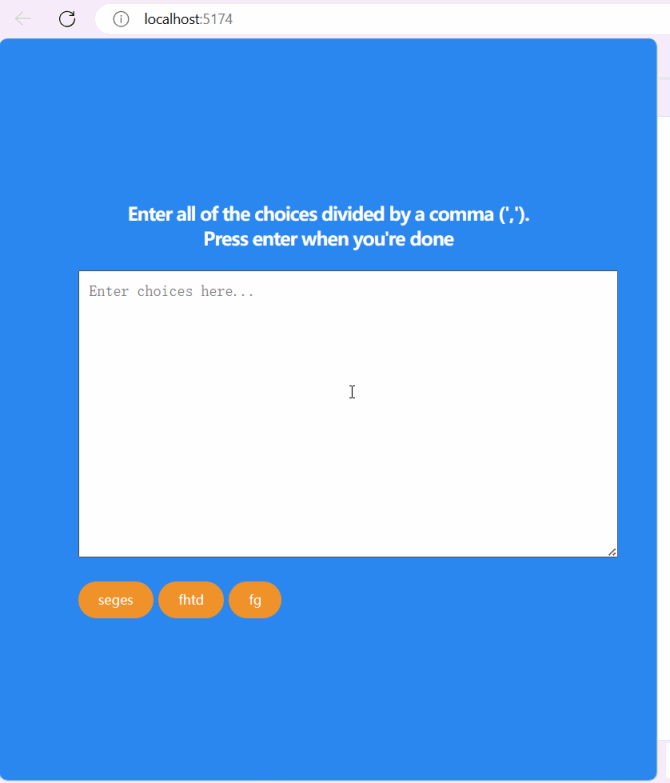 localhost:5174
Enter all of the choices divided by a comma (',').
Press enter when you're done
Enter choices here...
seges fhtd fg